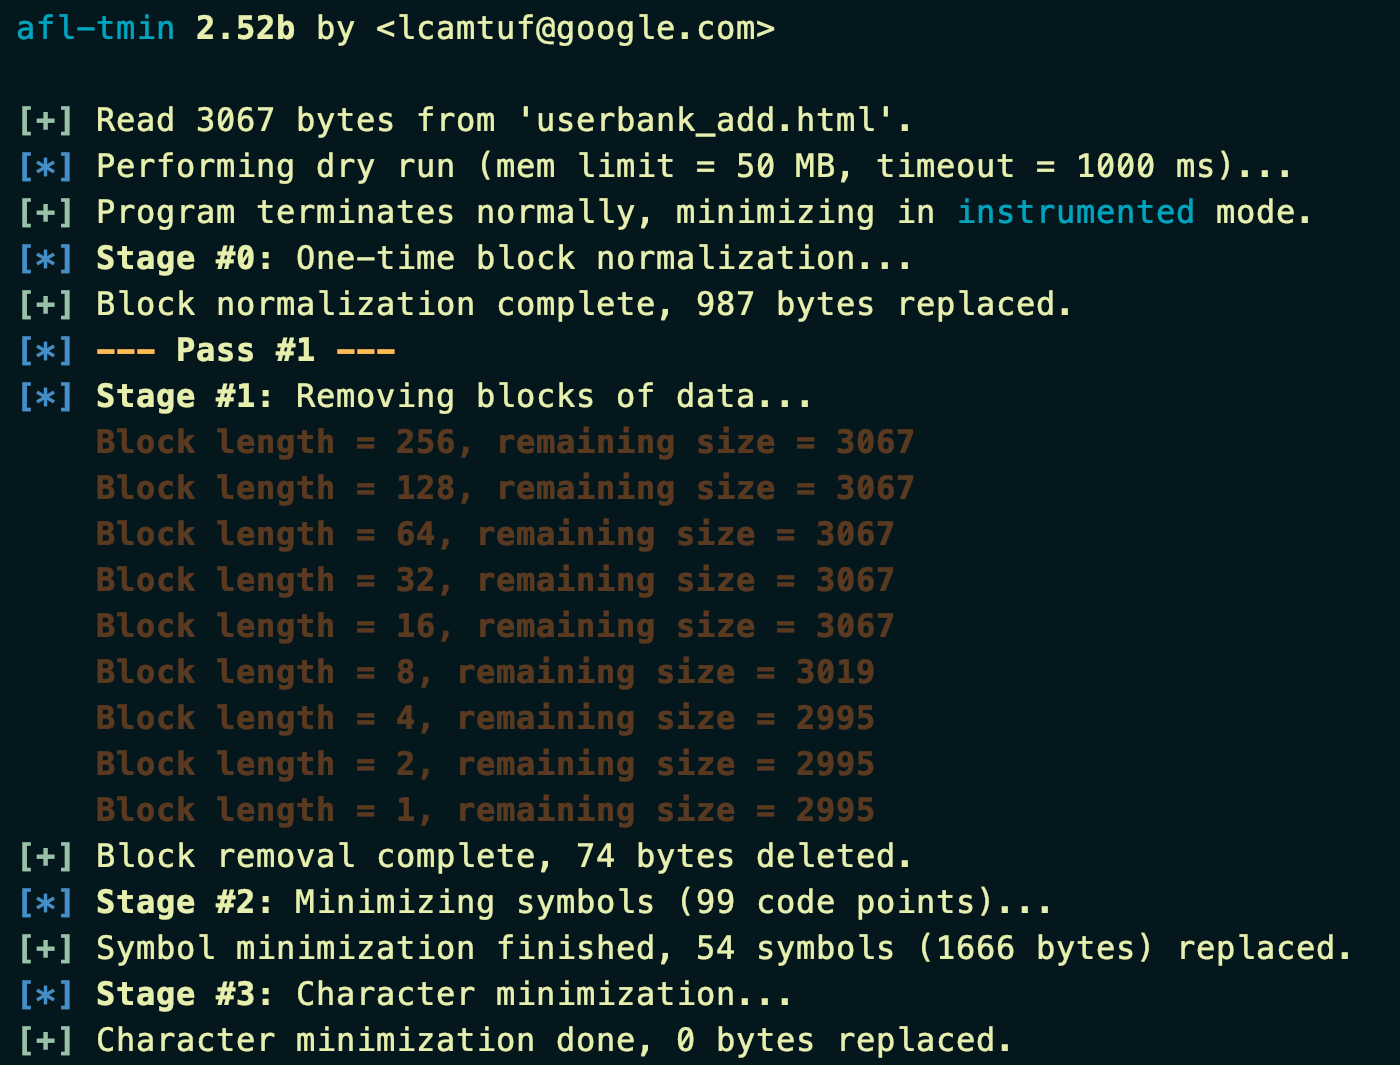 afl-tmin 2.52b by <lcamtuf@google.com>
[+] Read 3067 bytes from 'userbank_add.html'.
[*] Performing dry run (mem limit = 50 MB, timeout = 1000 ms)...
[+] Program terminates normally, minimizing in instrumented mode.
[*] Stage #0: One-time block normalization...
[+] Block normalization complete, 987 bytes replaced.
[*] --- Pass #1 ---
[*] Stage #1: Removing blocks of data...
Block length = 256, remaining size = 3067
Block length = 128, remaining size = 3067
Block length = 64, remaining size = 3067
Block length = 32, remaining size = 3067
Block length = 16, remaining size = 3067
Block length = 8, remaining size = 3019
Block length = 4, remaining size = 2995
Block length = 2, remaining size = 2995
Block length = 1, remaining size = 2995
[+] Block removal complete, 74 bytes deleted.
[*] Stage #2: Minimizing symbols (99 code points)...
[+] Symbol minimization finished, 54 symbols (1666 bytes) replaced.
[*] Stage #3: Character minimization...
[+] Character minimization done, 0 bytes replaced.